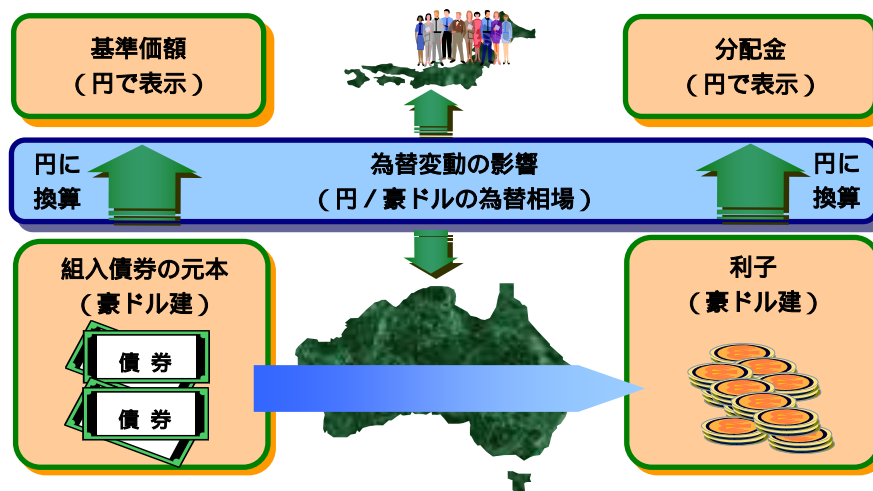 基準価額
（円で表示）
分配金
（円で表示）
円に
換算
為替変動の影響
（円／豪ドルの為替相場）
円に
換算
組入債券の元本
（豪ドル建）
債 券
債 券
利子
（豪ドル建）